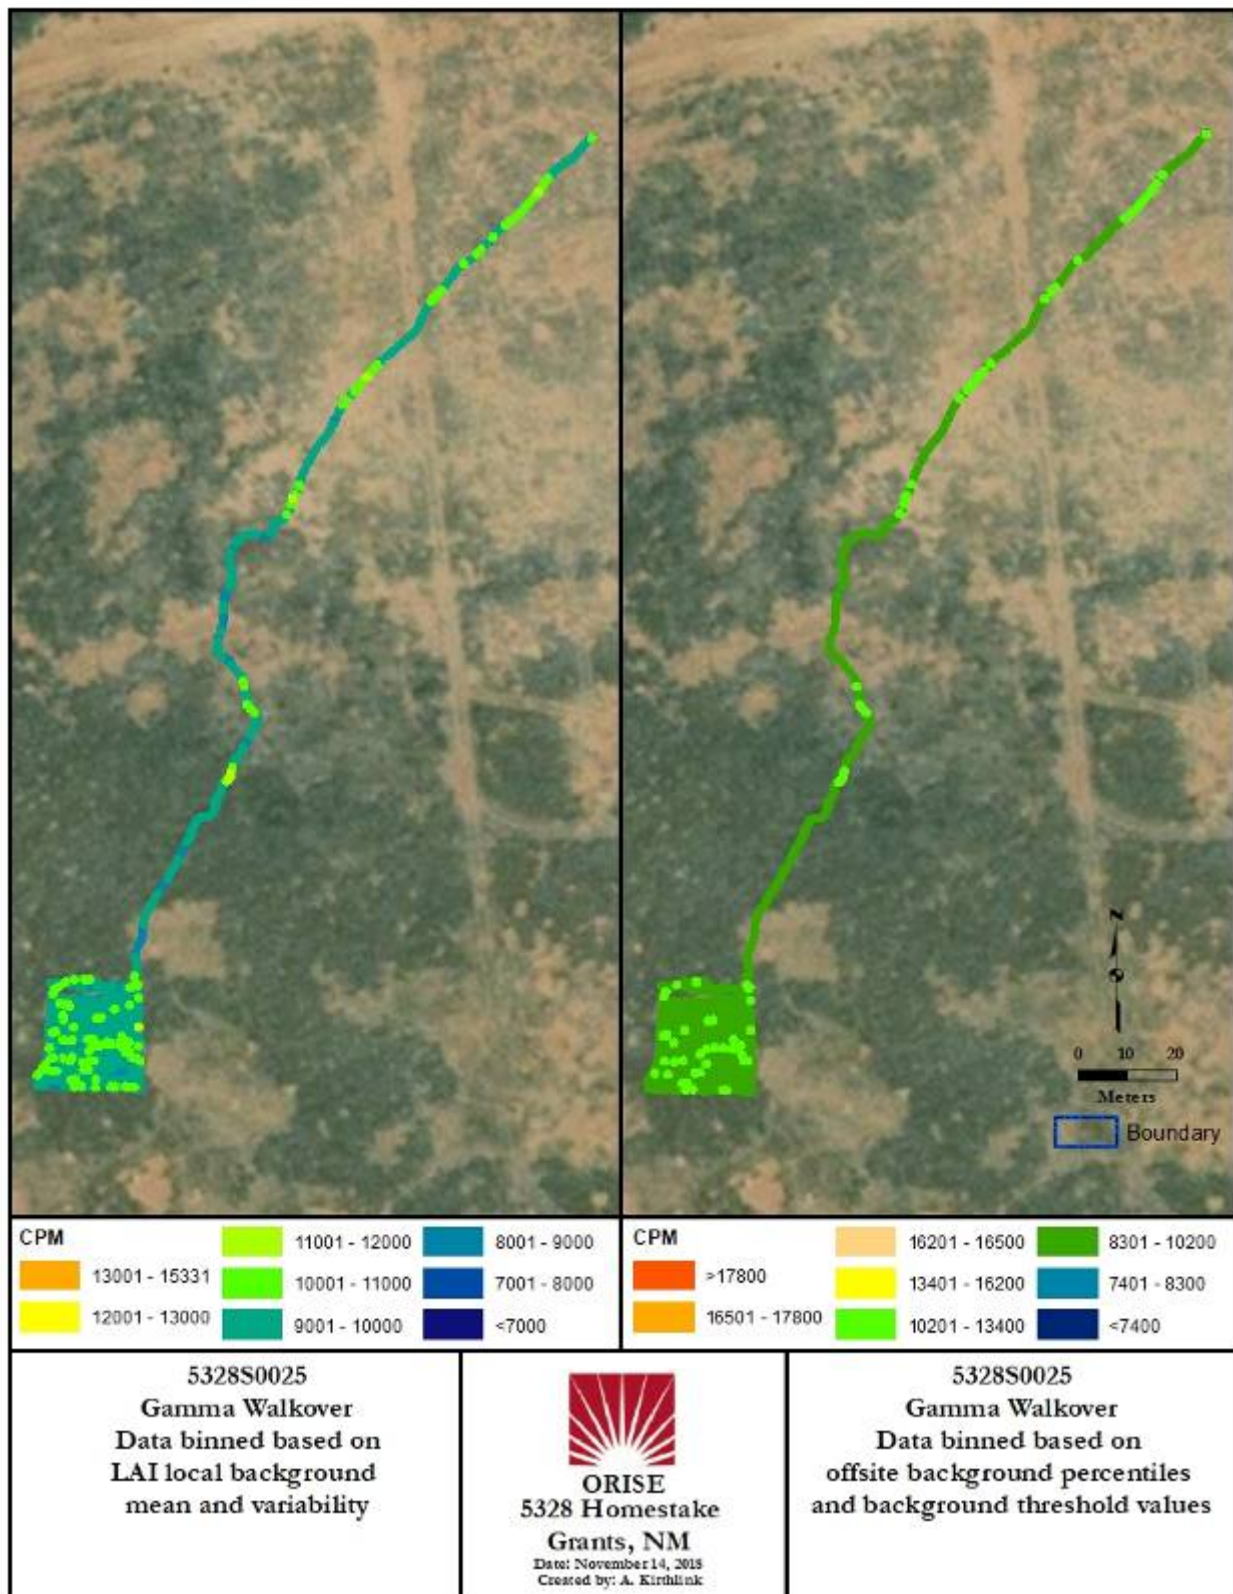 N
0 10 20
Meters
Boundary
CPM
13001 - 15331
12001 - 13000
11001 - 12000
10001 - 11000
9001 - 10000
8001 - 9000
7001 - 8000
<7000
CPM
>17800
16501 - 17800
16201 - 16500
13401 - 16200
10201 - 13400
8301 - 10200
7401 - 8300
<7400
5328S0025
Gamma Walkover
Data binned based on
LAI local background
mean and variability
ORISE
5328 Homestake
Grants, NM
Date: November 14, 2018
Created by: A. Kirthlink
5328S0025
Gamma Walkover
Data binned based on
offsite background percentiles
and background threshold values